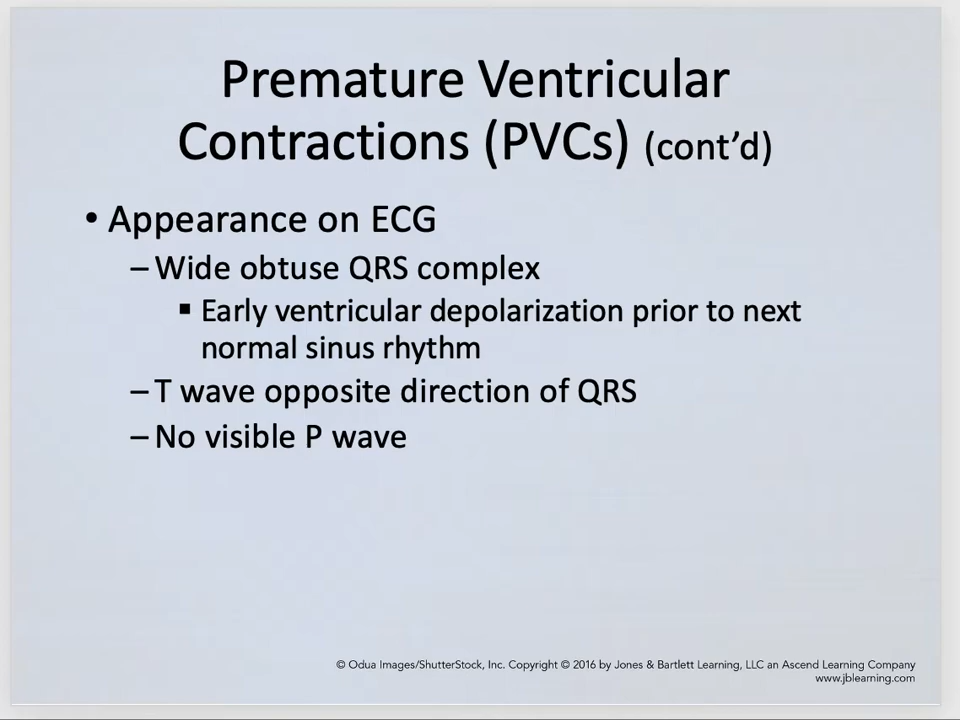 Premature Ventricular
Contractions (PVCs) (cont’d)
• Appearance on ECG
– Wide obtuse QRS complex
▪ Early ventricular depolarization prior to next
normal sinus rhythm
– T wave opposite direction of QRS
– No visible P wave
© Odua Images/ShutterStock, Inc. Copyright © 2016 by Jones & Bartlett Learning, LLC an Ascend Learning Company
www.jblearning.com